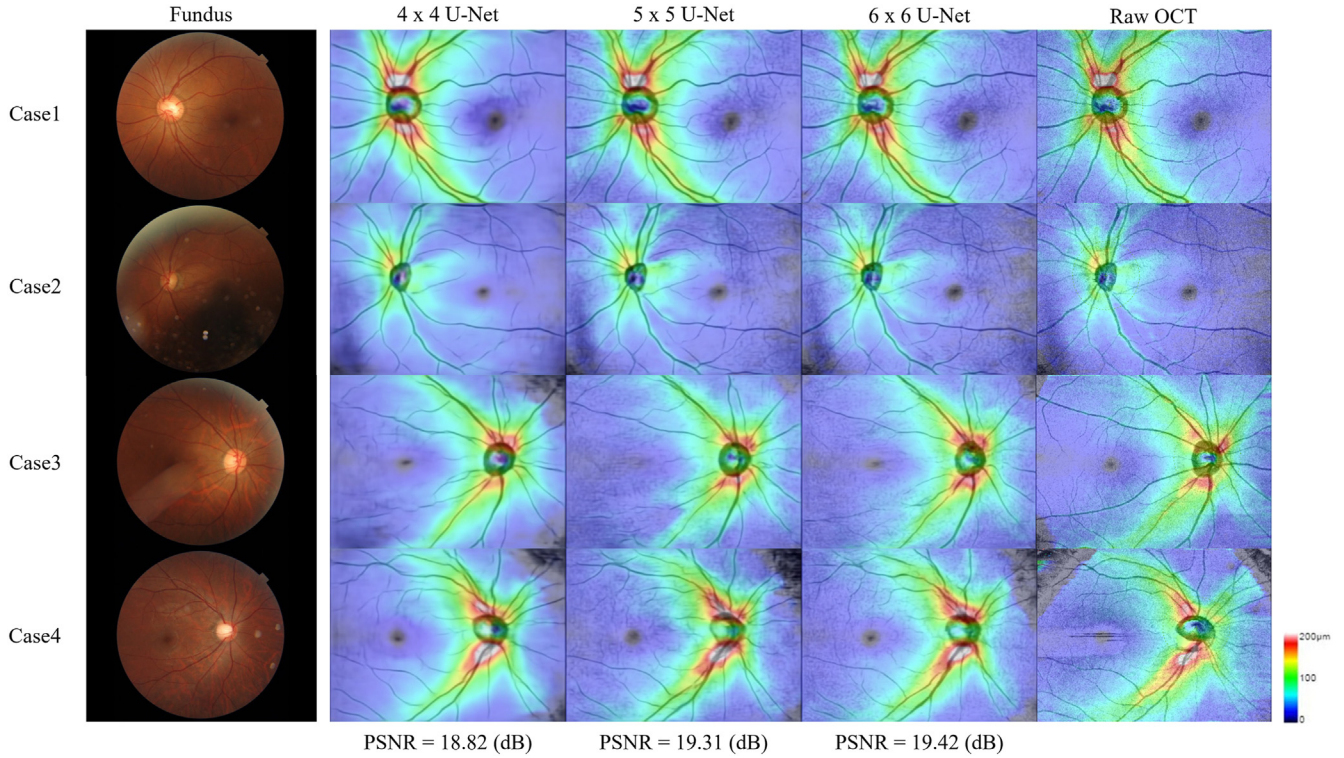 Fundus 4 x 4 U-Net 5 x 5 U-Net 6 x 6 U-Net Raw OCT
Case1
Case2
Case3
Case4
200μm
100
0
PSNR = 18.82 (dB) PSNR = 19.31 (dB) PSNR = 19.42 (dB)